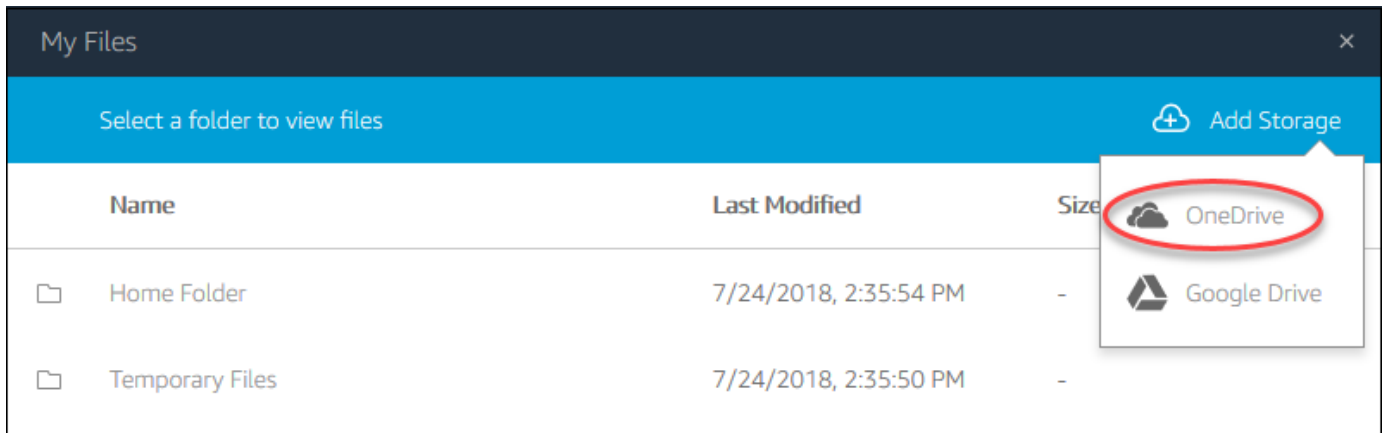 My Files ×
Select a folder to view files Add Storage
Name Last Modified Size
OneDrive
Home Folder 7/24/2018, 2:35:54 PM -
Google Drive
Temporary Files 7/24/2018, 2:35:50 PM -